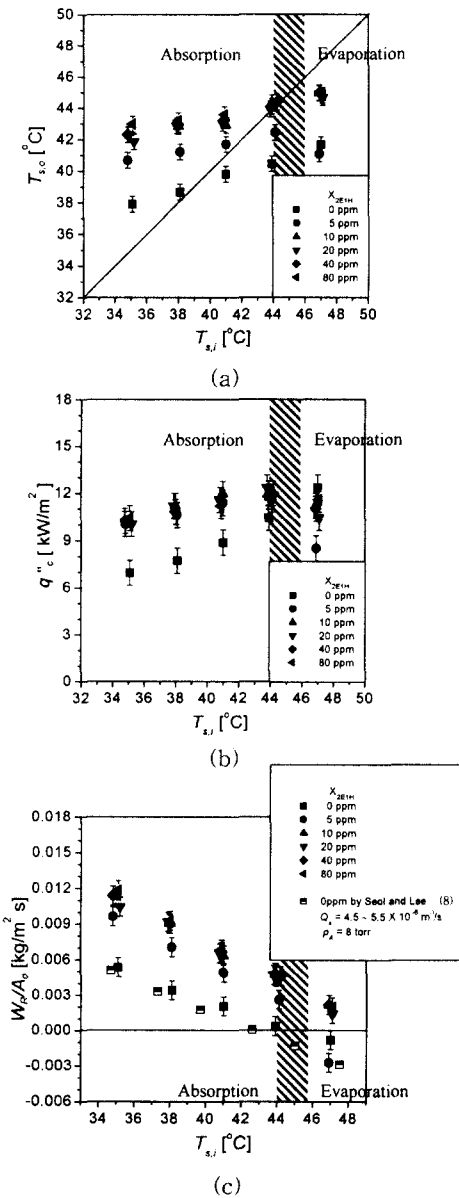 50
48
46
44
42
40
38
36
34
32
T_s,o [°C]
Absorption
Evaporation
X_2E1H
0 ppm
5 ppm
10 ppm
20 ppm
40 ppm
80 ppm
32 34 36 38 40 42 44 46 48 50
T_s,i [°C]
(a)
18
15
12
9
6
3
0
q"_c [ kW/m²]
Absorption
Evaporation
X_2E1H
0 ppm
5 ppm
10 ppm
20 ppm
40 ppm
80 ppm
32 34 36 38 40 42 44 46 48 50
T_s,i [°C]
(b)
X_2E1H
0 ppm
5 ppm
10 ppm
20 ppm
40 ppm
80 ppm
0ppm by Seol and Lee (8)
= 4.5 ~ 5.5 X 10⁻⁶ m³/s
= 8 torr
0.018
0.015
0.012
0.009
0.006
0.003
0.000
-0.003
-0.006
[kg/m² s]
Absorption
Evaporation
34 36 38 40 42 44 46 48
T_s,i [°C]
(c)